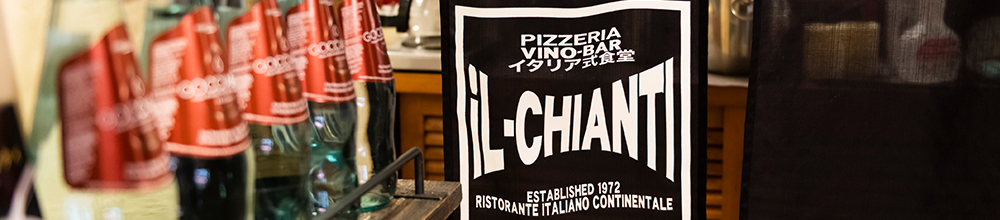 PIZZERIA
VINO-BAR
イタリア式食堂
iL-CHIANTI
ESTABLISHED 1972
RISTORANTE ITALIANO CONTINENTALE